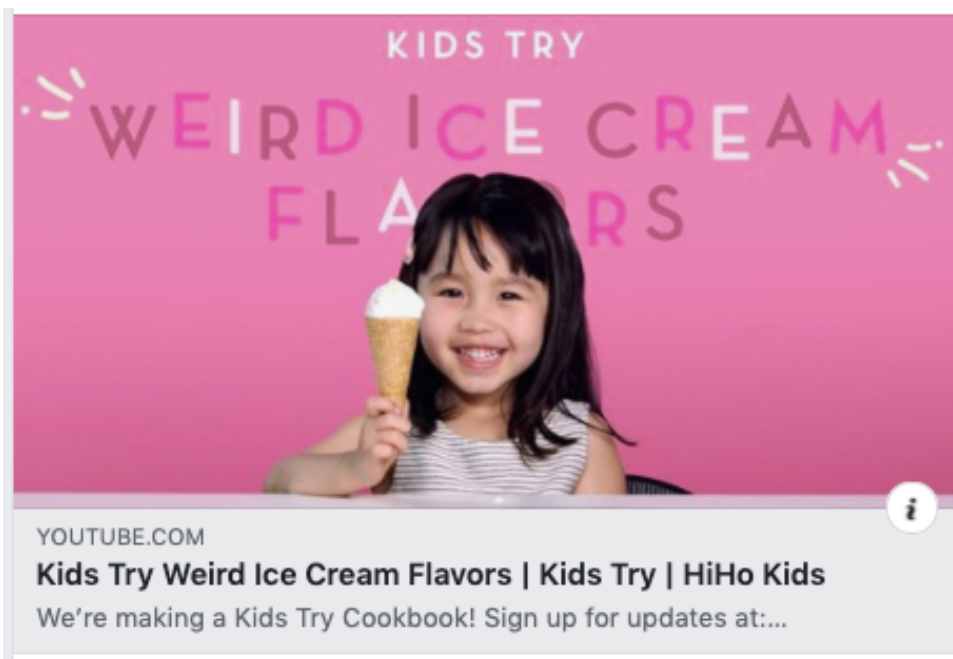 KIDS TRY
WEIRD ICE CREAM
FLA RS
i
YOUTUBE.COM
Kids Try Weird Ice Cream Flavors | Kids Try | HiHo Kids
We're making a Kids Try Cookbook! Sign up for updates at:...